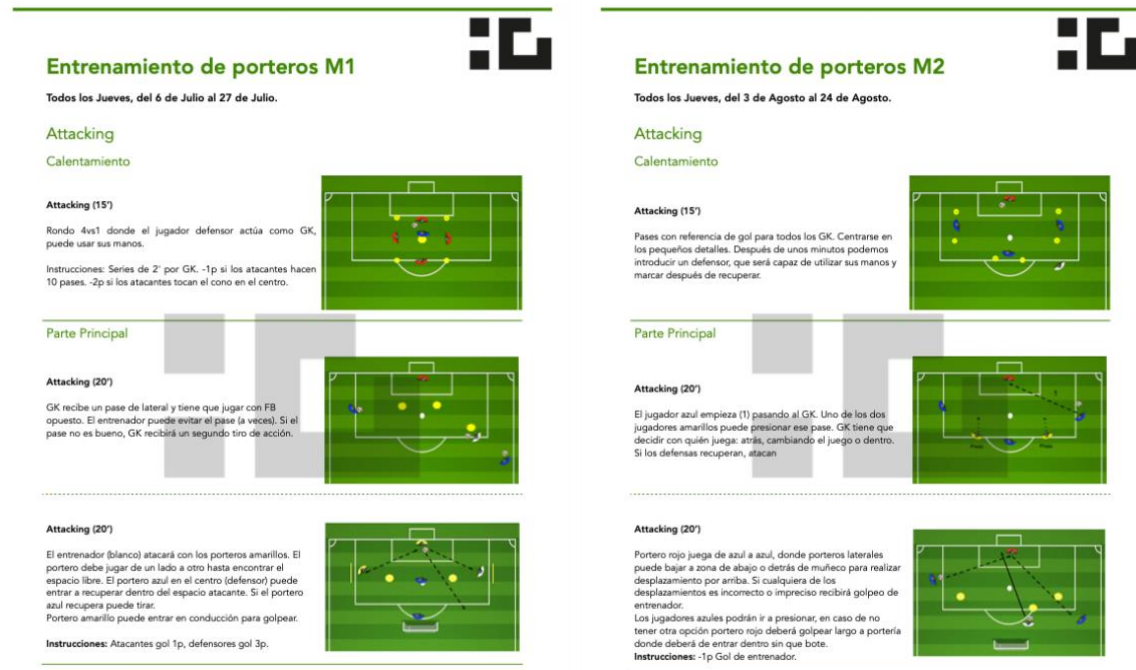 Entrenamiento de porteros M1
Todos los Jueves, del 6 de Julio al 27 de Julio.
Attacking
Calentamiento
Attacking (15')
Rondo 4vs1 donde el jugador defensor actúa como GK,
puede usar sus manos.
Instrucciones: Series de 2' por GK. -1p si los atacantes hacen
10 pases. -2p si los atacantes tocan el cono en el centro.
Parte Principal
Attacking (20')
GK recibe un pase de lateral y tiene que jugar con FB
opuesto. El entrenador puede evitar el pase (a veces). Si el
pase no es bueno, GK recibirá un segundo tiro de acción.
Attacking (20')
El entrenador (blanco) atacará con los porteros amarillos. El
portero debe jugar de un lado a otro hasta encontrar el
espacio libre. El portero azul en el centro (defensor) puede
entrar a recuperar dentro del espacio atacante. Si el portero
azul recupera puede tirar.
Portero amarillo puede entrar en conducción para golpear.
Instrucciones: Atacantes gol 1p, defensores gol 3p.
Entrenamiento de porteros M2
Todos los Jueves, del 3 de Agosto al 24 de Agosto.
Attacking
Calentamiento
Attacking (15')
Pases con referencia de gol para todos los GK. Centrarse en
los pequeños detalles. Después de unos minutos podemos
introducir un defensor, que será capaz de utilizar sus manos y
marcar después de recuperar.
Parte Principal
Attacking (20')
El jugador azul empieza (1) pasando al GK. Uno de los dos
jugadores amarillos puede presionar ese pase. GK tiene que
decidir con quién juega: atrás, cambiando el juego o dentro.
Si los defensas recuperan, atacan
Attacking (20')
Portero rojo juega de azul a azul, donde porteros laterales
puede bajar a zona de abajo o detrás de muñeco para realizar
desplazamiento por arriba. Si cualquiera de los
desplazamientos es incorrecto o impreciso recibirá golpeo de
entrenador.
Los jugadores azules podrán ir a presionar, en caso de no
tener otra opción portero rojo deberá golpear largo a portería
donde deberá de entrar dentro sin que bote.
Instrucciones: -1p Gol de entrenador.